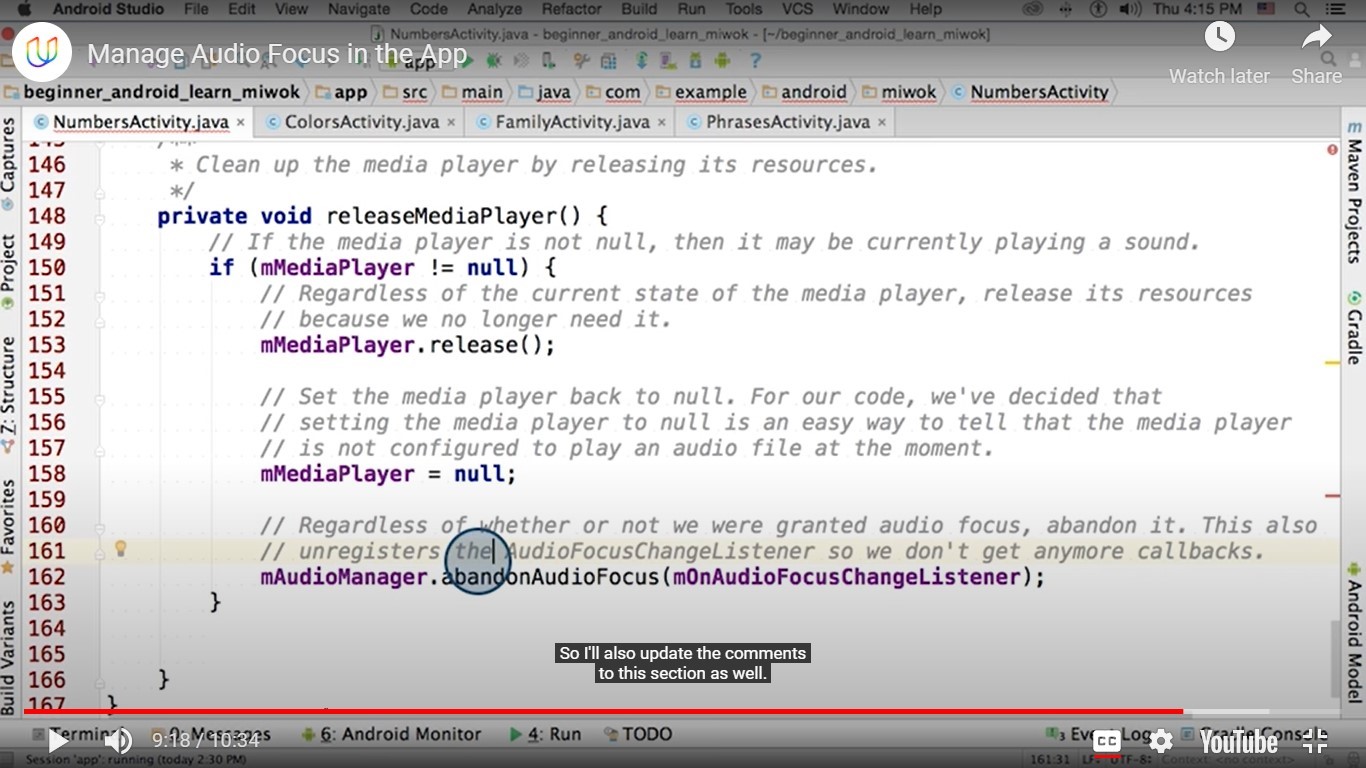 Android Studio File Edit View Navigate Code Analyze Refactor Build Run Tools VCS Window Help Thu 4:15 PM
NumbersActivity.java - beginner_android_learn_miwok - [~/beginner_android_learn_miwok]
Manage Audio Focus in the App
app
Watch later Share
beginner_android_learn_miwok app src main java com example android miwok NumbersActivity
NumbersActivity.java × ColorsActivity.java × FamilyActivity.java × PhrasesActivity.java ×
145 /**
146 * Clean up the media player by releasing its resources.
147 */
148 private void releaseMediaPlayer() {
149 // If the media player is not null, then it may be currently playing a sound.
150 if (mMediaPlayer != null) {
151 // Regardless of the current state of the media player, release its resources
152 // because we no longer need it.
153 mMediaPlayer.release();
154
155 // Set the media player back to null. For our code, we've decided that
156 // setting the media player to null is an easy way to tell that the media player
157 // is not configured to play an audio file at the moment.
158 mMediaPlayer = null;
159
160 // Regardless of whether or not we were granted audio focus, abandon it. This also
161 // unregisters the AudioFocusChangeListener so we don't get anymore callbacks.
162 mAudioManager.abandonAudioFocus(mOnAudioFocusChangeListener);
163 }
164
165
166 }
167 }
Captures
Project
Z: Structure
Favorites
Build Variants
Maven Projects
Gradle
Android Model
So I'll also update the comments
to this section as well.
Terminal 0: Messages 6: Android Monitor 4: Run TODO 3 Event Log Gradle Console
9:18 / 10:34 CC YouTube
Session 'app': running (today 2:30 PM) 161:31 LF: UTF-8: Context: <no context>